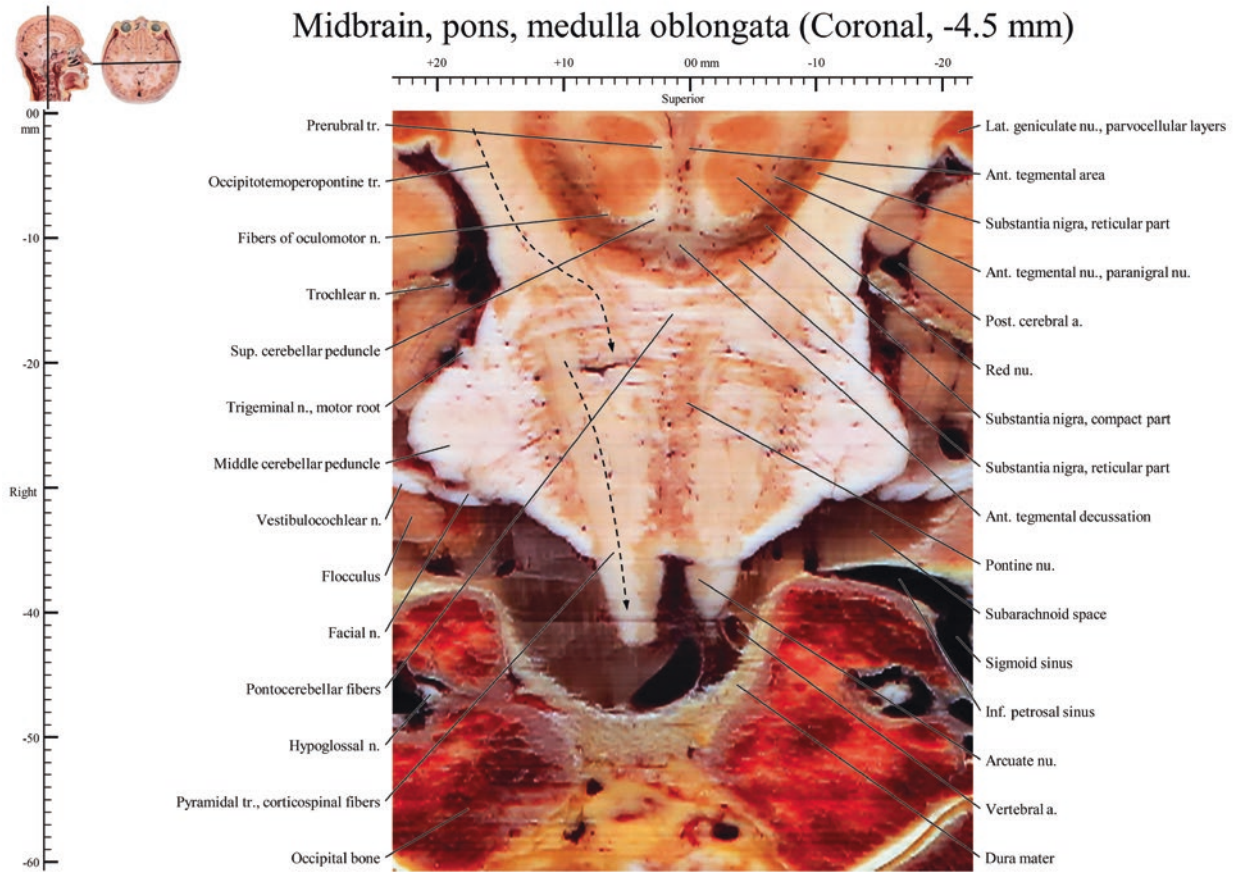 Midbrain, pons, medulla oblongata (Coronal, -4.5 mm)
+20 +10 00 mm -10 -20
Superior
00
mm
-10
-20
-30
Right
-40
-50
-60
Prerubral tr.
Occipitotemoperopontine tr.
Fibers of oculomotor n.
Trochlear n.
Sup. cerebellar peduncle
Trigeminal n., motor root
Middle cerebellar peduncle
Vestibulocochlear n.
Flocculus
Facial n.
Pontocerebellar fibers
Hypoglossal n.
Pyramidal tr., corticospinal fibers
Occipital bone
Lat. geniculate nu., parvocellular layers
Ant. tegmental area
Substantia nigra, reticular part
Ant. tegmental nu., paranigral nu.
Post. cerebral a.
Red nu.
Substantia nigra, compact part
Substantia nigra, reticular part
Ant. tegmental decussation
Pontine nu.
Subarachnoid space
Sigmoid sinus
Inf. petrosal sinus
Arcuate nu.
Vertebral a.
Dura mater